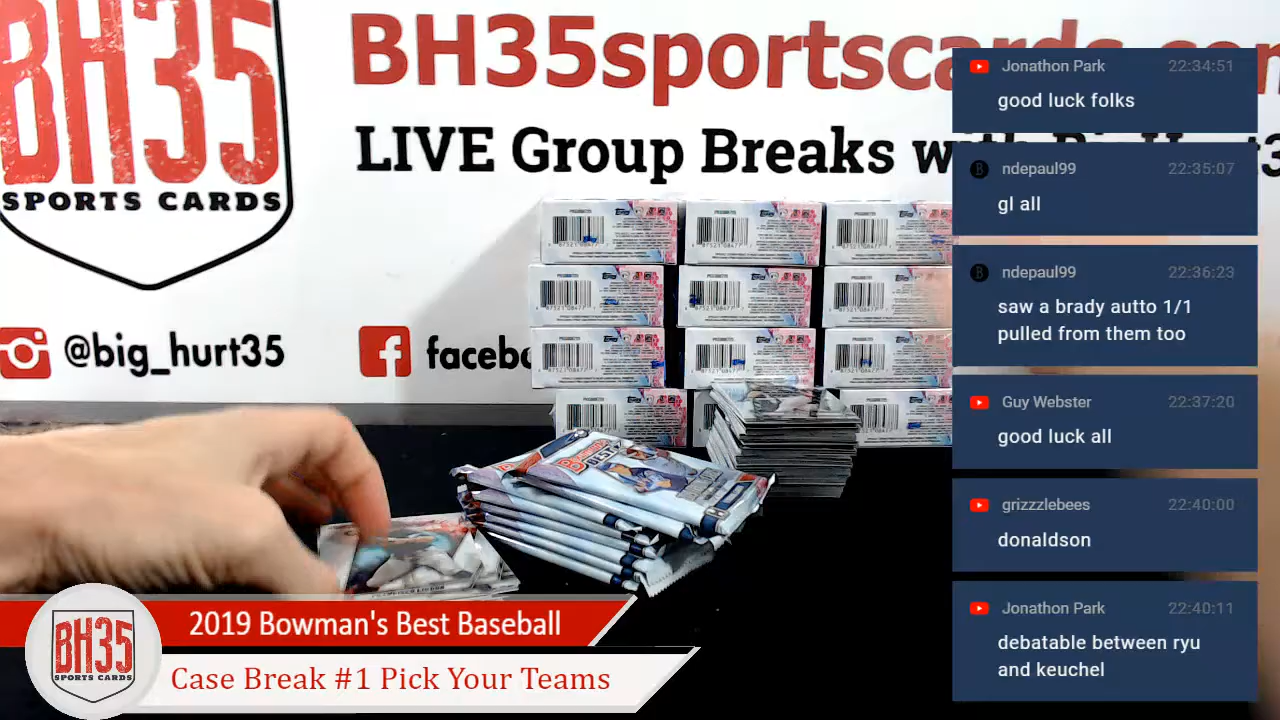 BH35
SPORTS CARDS
BH35sportscards.com
LIVE Group Breaks with
@big_hurt35
facebo
Jonathon Park 22:34:51
good luck folks
ndepaul99 22:35:07
gl all
ndepaul99 22:36:23
saw a brady autto 1/1
pulled from them too
Guy Webster 22:37:20
good luck all
grizzzlebees 22:40:00
donaldson
Jonathon Park 22:40:11
debatable between ryu
and keuchel
BEST
BH35
SPORTS CARDS
2019 Bowman's Best Baseball
Case Break #1 Pick Your Teams